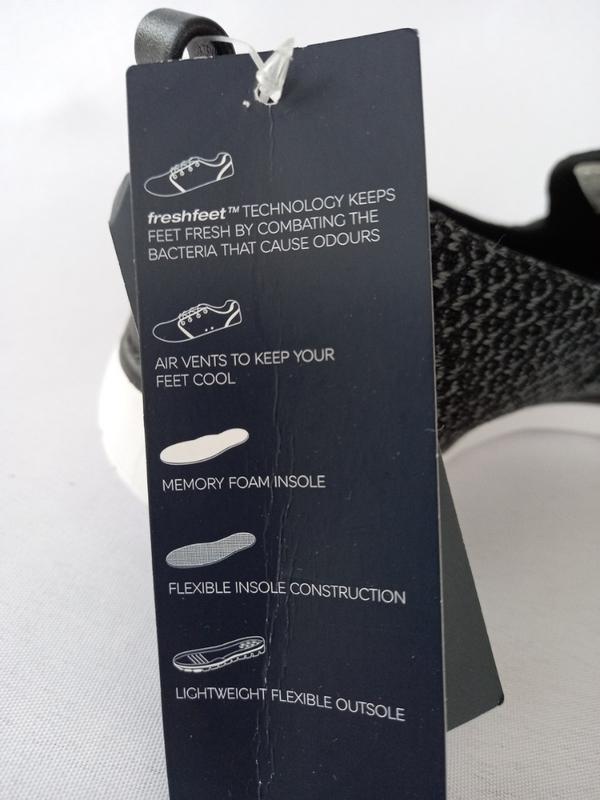 freshfeet™ TECHNOLOGY KEEPS
FEET FRESH BY COMBATING THE
BACTERIA THAT CAUSE ODOURS
AIR VENTS TO KEEP YOUR
FEET COOL
MEMORY FOAM INSOLE
FLEXIBLE INSOLE CONSTRUCTION
LIGHTWEIGHT FLEXIBLE OUTSOLE